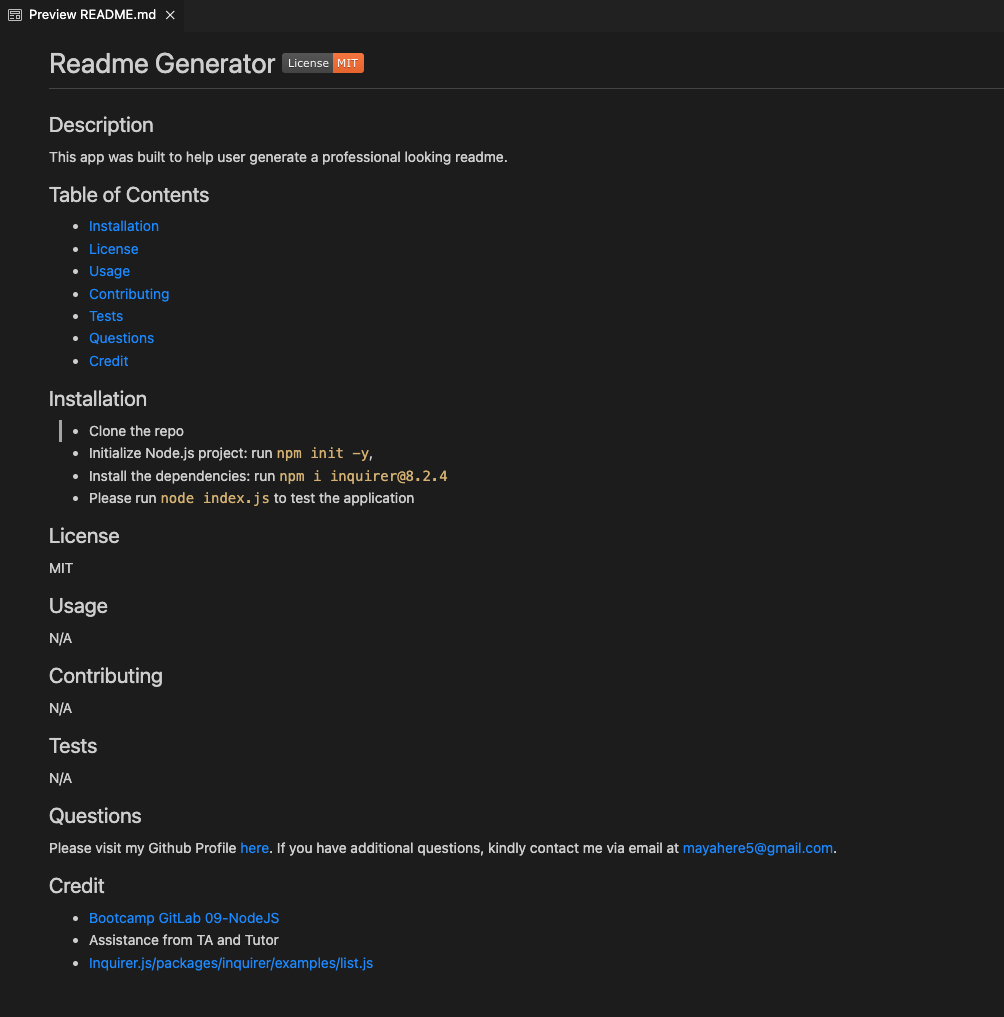 Preview README.md
Readme Generator License MIT
Description
This app was built to help user generate a professional looking readme.
Table of Contents
Installation
License
Usage
Contributing
Tests
Questions
Credit
Installation
Clone the repo
Initialize Node.js project: run npm init -y,
Install the dependencies: run npm i inquirer@8.2.4
Please run node index.js to test the application
License
MIT
Usage
N/A
Contributing
N/A
Tests
N/A
Questions
Please visit my Github Profile here. If you have additional questions, kindly contact me via email at mayahere5@gmail.com.
Credit
Bootcamp GitLab 09-NodeJS
Assistance from TA and Tutor
Inquirer.js/packages/inquirer/examples/list.js